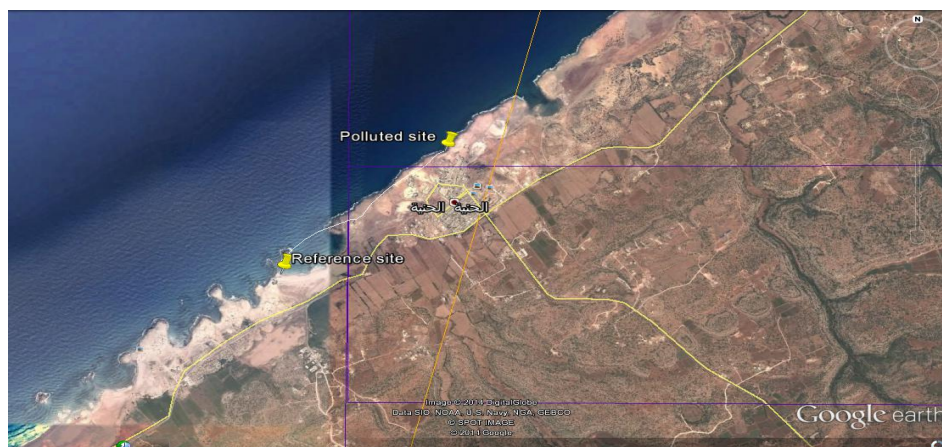 N
Polluted site
الحنية الحنية
Reference site
Image © 2014 DigitalGlobe
Data SIO, NOAA, U.S. Navy, NGA, GEBCO
© SPOT IMAGE
© 2014 Google
Google earth